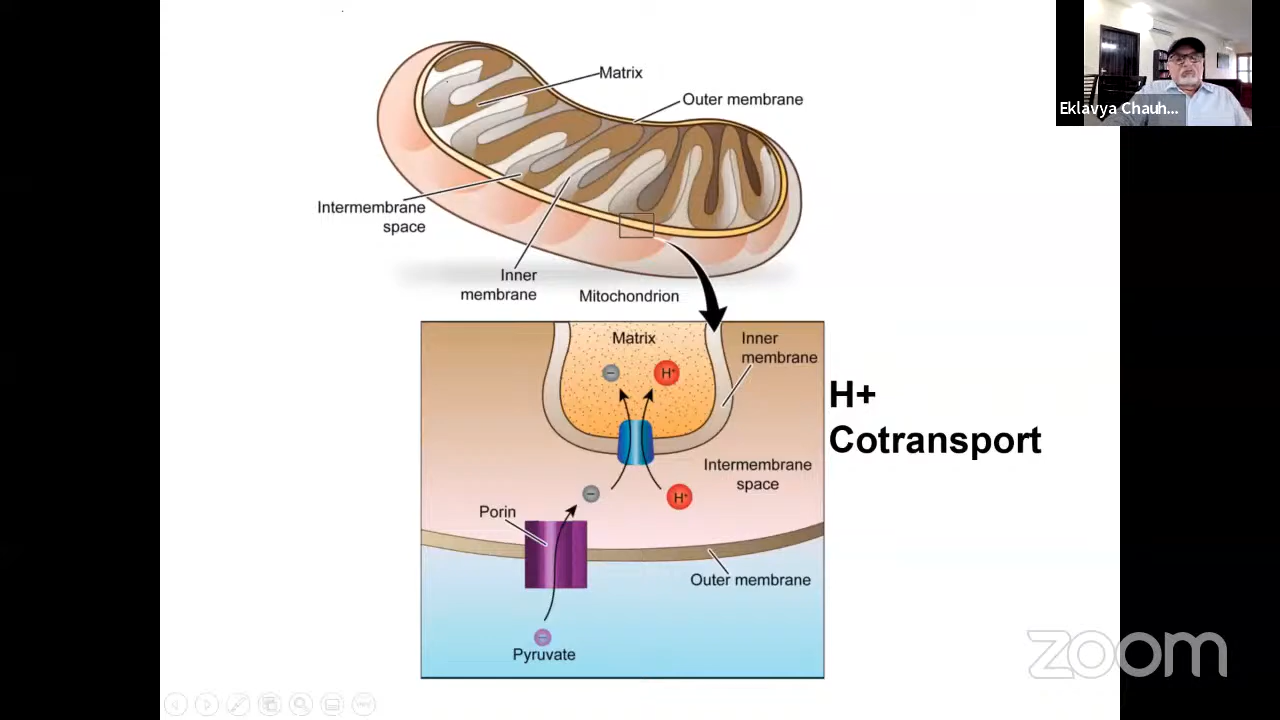 Matrix
Outer membrane
Eklavya Chauh...
Intermembrane
space
Inner
membrane
Mitochondrion
Matrix
Inner
membrane
−
H+
H+
Cotransport
Intermembrane
space
−
H+
Porin
Outer membrane
−
Pyruvate
zoom